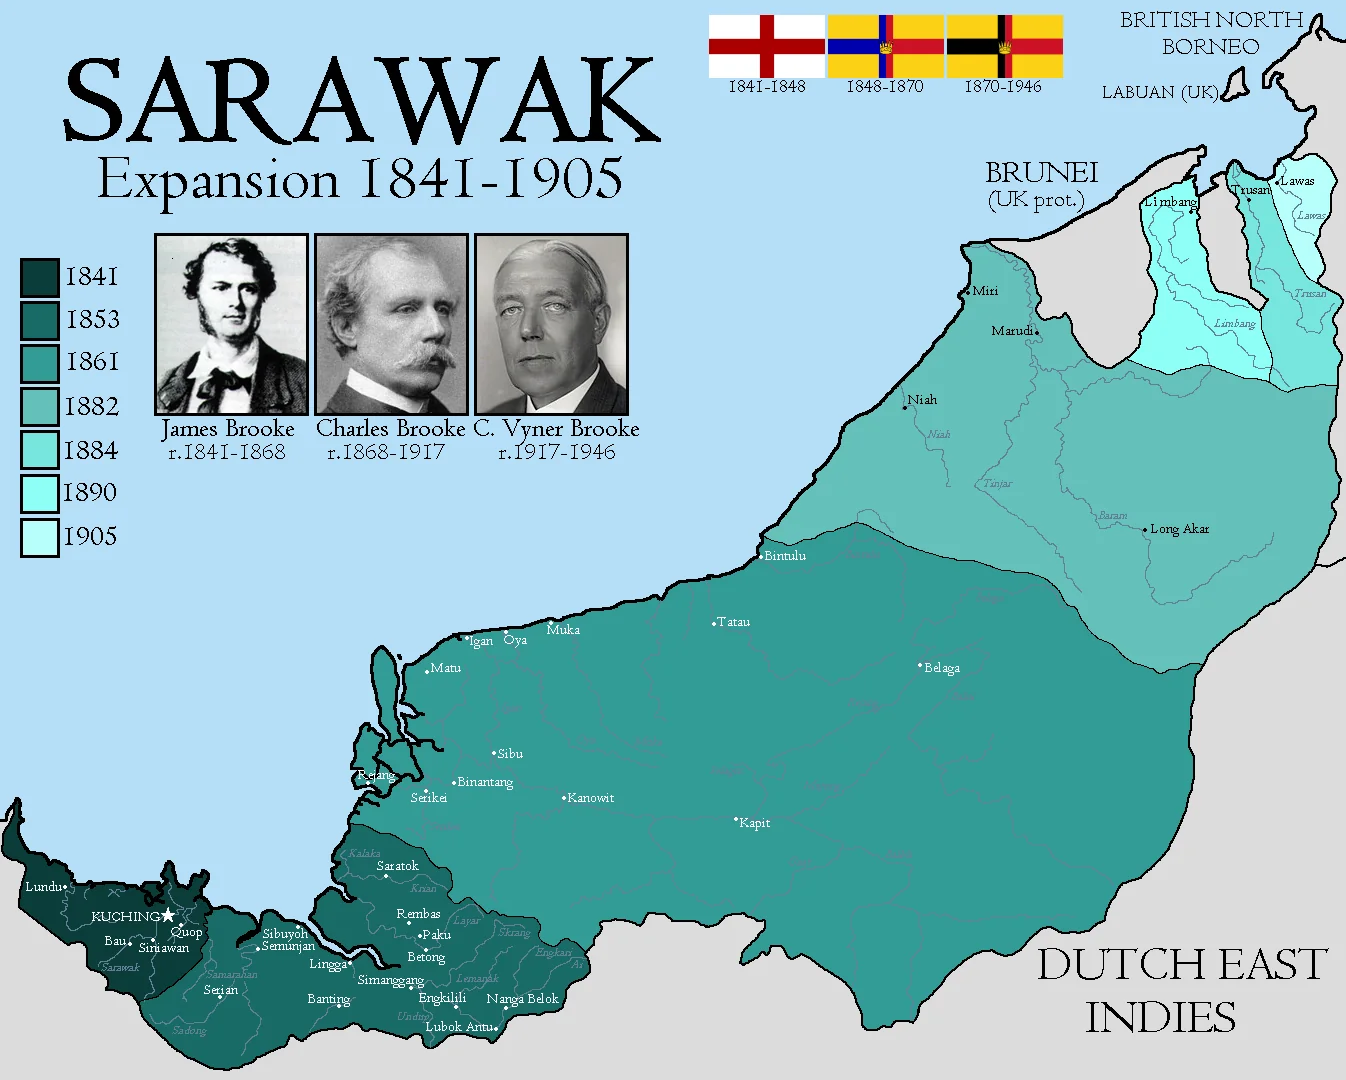 SARAWAK
Expansion 1841-1905
1841-1848
1848-1870
1870-1946
BRITISH NORTH
BORNEO
LABUAN (UK)
BRUNEI
(UK prot.)
1841
1853
1861
1882
1884
1890
1905
James Brooke
r.1841-1868
Charles Brooke
r.1868-1917
C. Vyner Brooke
r.1917-1946
Limbang
Trusan
Lawas
Lawas
Trusan
Limbang
Miri
Marudi
Niah
Niah
Tinjar
Baram
Long Akar
Bintulu
Tatau
Belaga
Igan
Oya
Muka
Matu
Sibu
Binantang
Rejang
Serikei
Kanowit
Kapit
Kalaka
Saratok
Krian
Rembas
Layar
Paku
Skrang
Betong
Engkari
Ai
Lemanak
Lundu
KUCHING
Quop
Bau
Siniawan
Sarawak
Sibuyoh
Semunjan
Samarahan
Lingga
Simanggang
Serian
Banting
Engkilili
Nanga Belok
Undup
Lubok Antu
Sadong
DUTCH EAST
INDIES